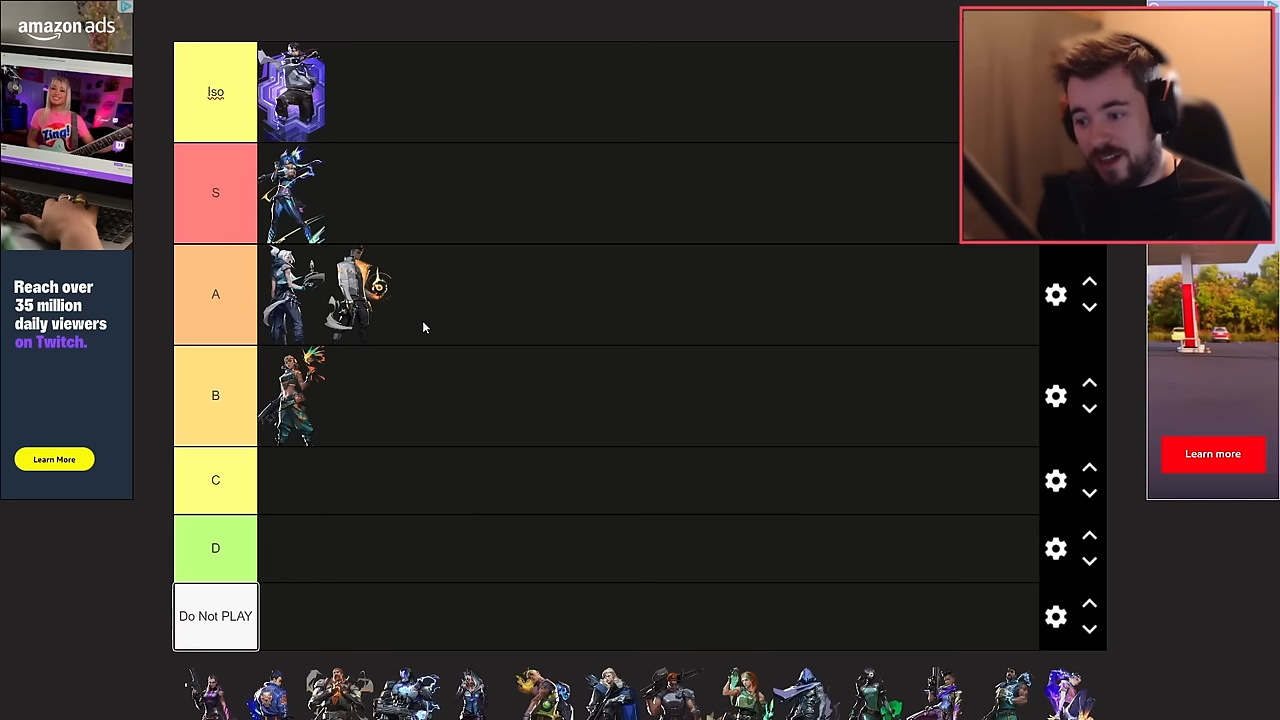 amazon ads
Zing!
Reach over
35 million
daily viewers
on Twitch.
Learn More
Iso
S
A
B
C
D
Do Not PLAY
Learn more